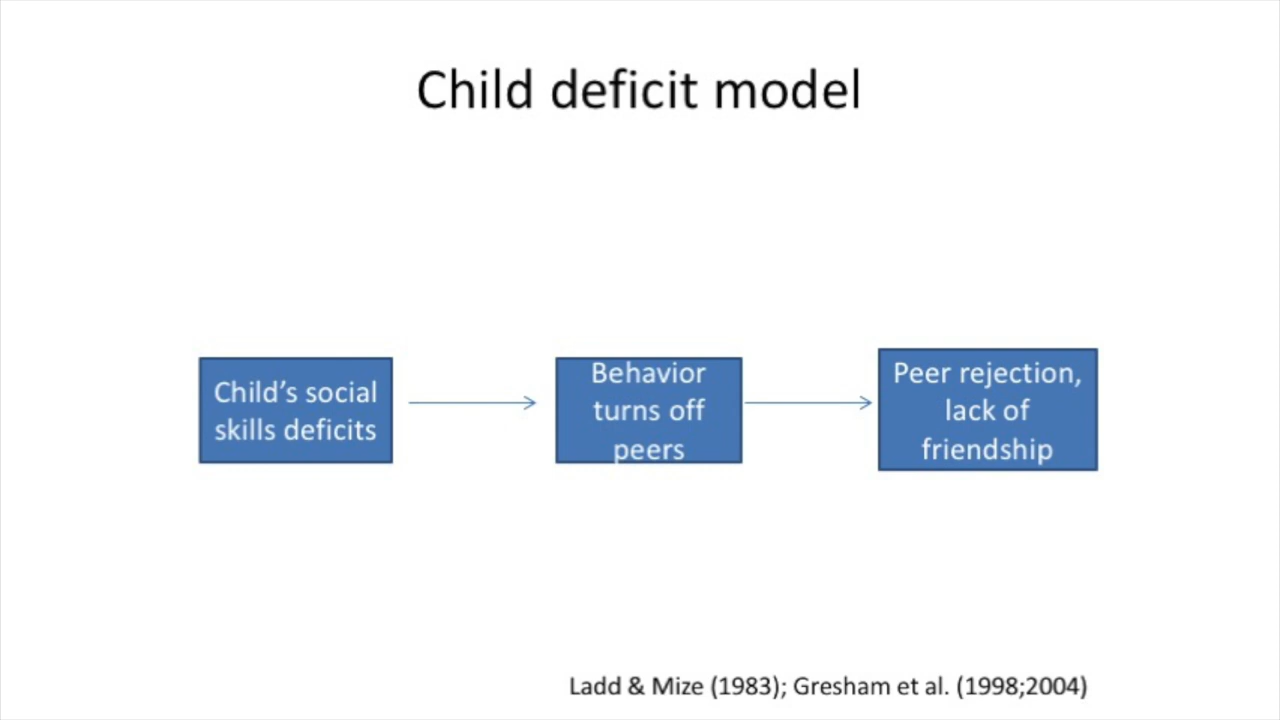 Child deficit model
Child’s social
skills deficits
Behavior
turns off
peers
Peer rejection,
lack of
friendship
Ladd & Mize (1983); Gresham et al. (1998;2004)